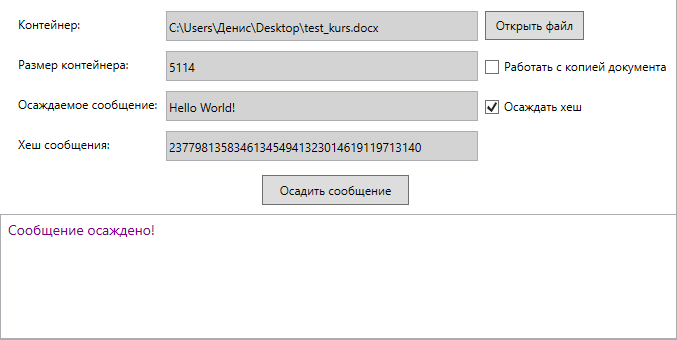 Контейнер: C:\Users\Денис\Desktop\test_kurs.docx Открыть файл
Размер контейнера: 5114 Работать с копией документа
Осаждаемое сообщение: Hello World! Осаждать хеш
Хеш сообщения: 237798135834613454941323014619119713140
Осадить сообщение
Сообщение осаждено!